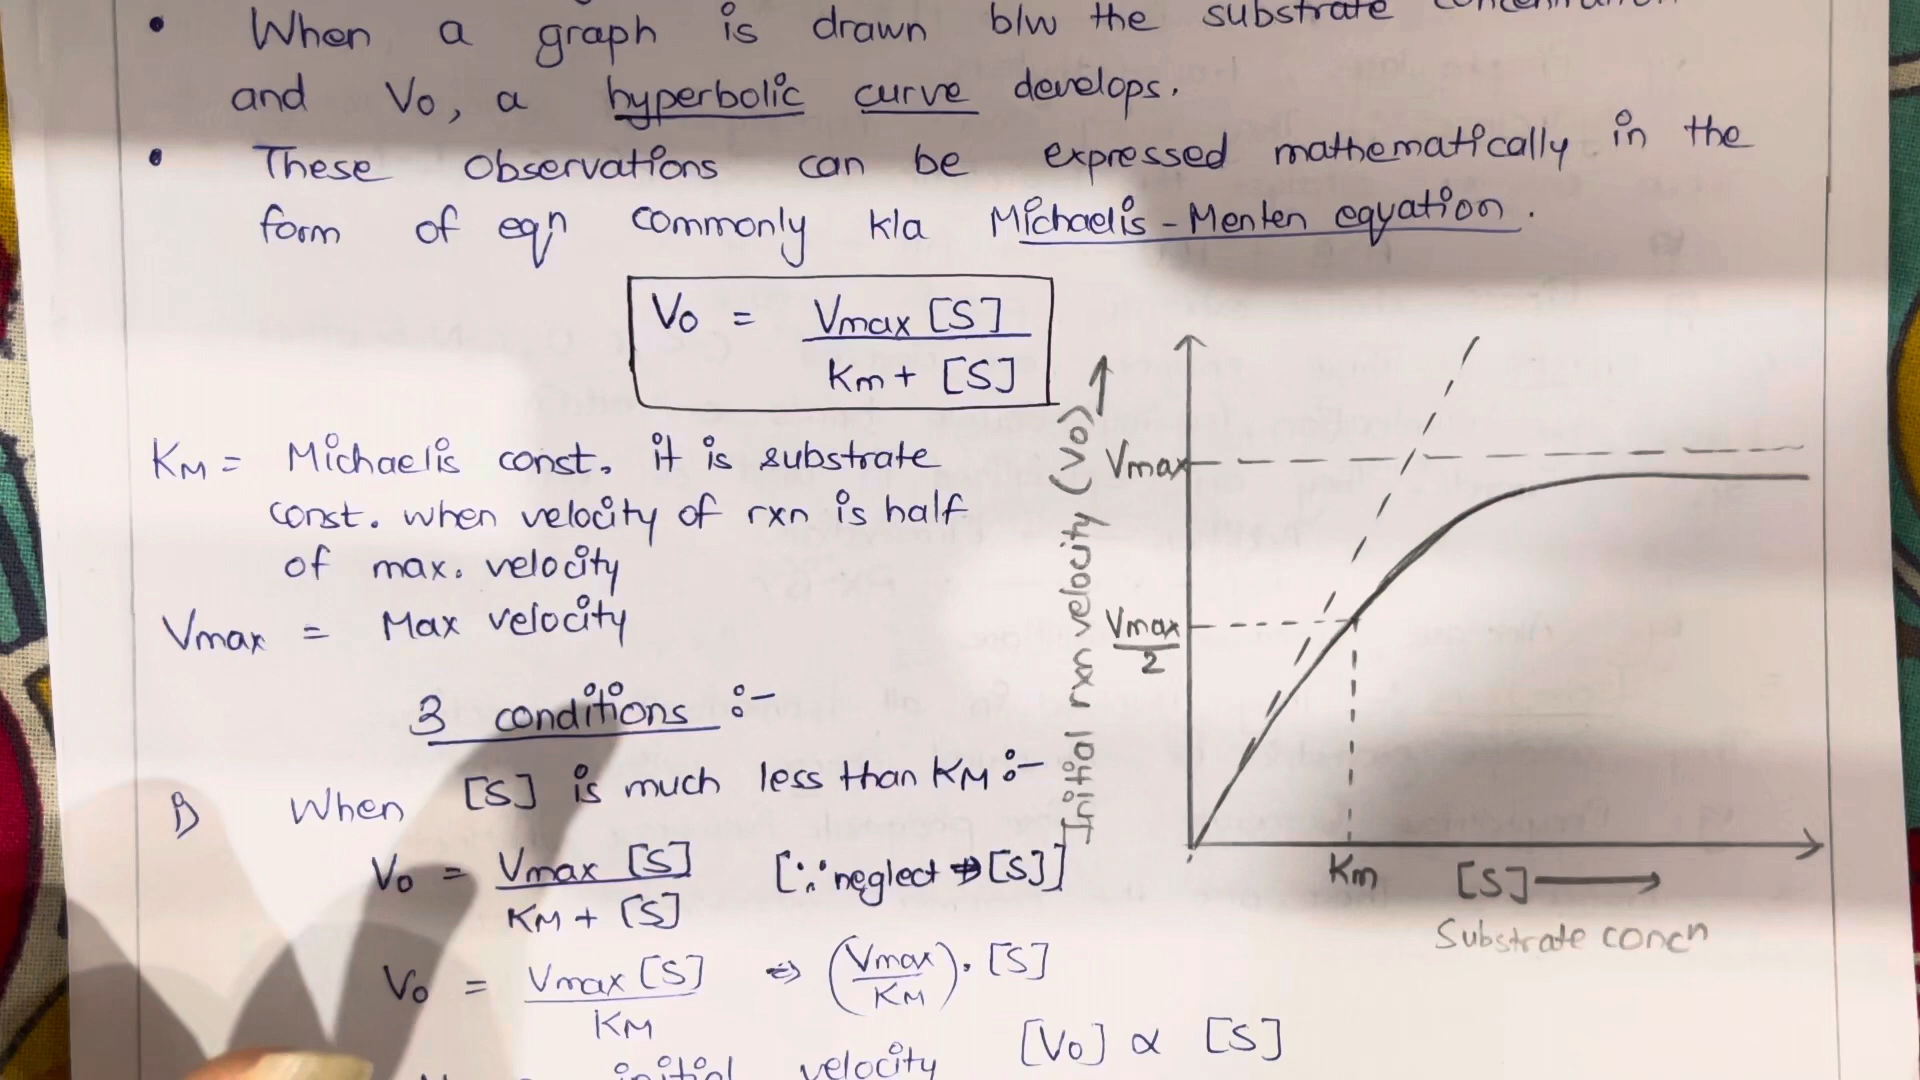 • When a graph is drawn b/w the substrate
and Vo, a hyperbolic curve develops.
• These observations can be expressed mathematically in the
form of eqn commonly k/a Michaelis - Menten equation.
Vo = Vmax [S]
Km + [S]
KM = Michaelis const. it is substrate
const. when velocity of rxn is half
of max. velocity
Vmax = Max velocity
3 conditions :-
1) When [S] is much less than KM :-
Vo = Vmax [S] [∵ neglect → [S]]
KM + [S]
Vo = Vmax [S] ⇒ (Vmax/KM) . [S]
KM
initial velocity [Vo] ∝ [S]
Initial rxn velocity (Vo) →
Vmax
Vmax
2
Km [S] →
Substrate concn